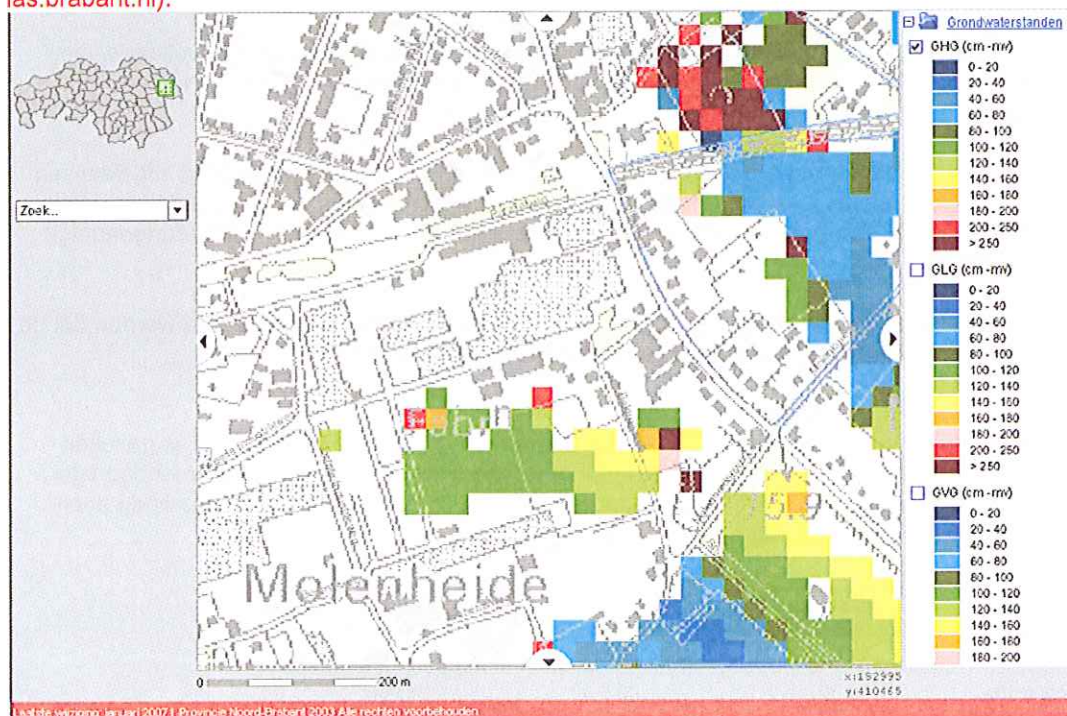 las.brabant.nl).
Grondwaterstanden
GHG (cm -mv)
0 - 20
20 - 40
40 - 60
60 - 80
80 - 100
100 - 120
120 - 140
140 - 160
160 - 180
180 - 200
200 - 250
> 250
Zoek...
GLG (cm -mv)
0 - 20
20 - 40
40 - 60
60 - 80
80 - 100
100 - 120
120 - 140
140 - 160
160 - 180
180 - 200
200 - 250
> 250
GVG (cm -mv)
0 - 20
20 - 40
40 - 60
60 - 80
80 - 100
100 - 120
120 - 140
140 - 160
160 - 180
180 - 200
Molenheide
0 200 m
x:192995
y:410465
Laatste wijziging: januari 2007 | Provincie Noord-Brabant 2003 Alle rechten voorbehouden